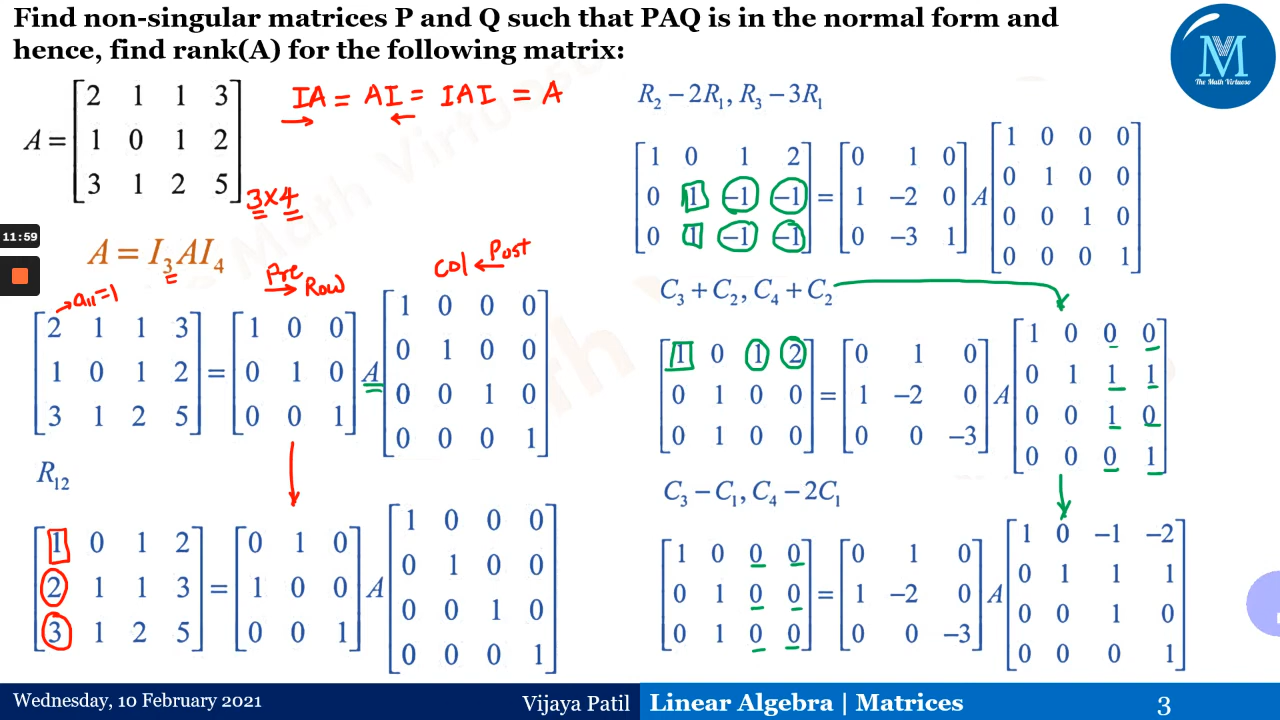 Find non-singular matrices P and Q such that PAQ is in the normal form and
hence, find rank(A) for the following matrix:
M
The Math Virtuoso
A = [2 1 1 3
1 0 1 2
3 1 2 5]
3×4
IA = AI = IAI = A
11:59
A = I₃AI₄
a₁₁=1
Pre
Row
Post
Col
[2 1 1 3
1 0 1 2
3 1 2 5]
=
[1 0 0
0 1 0
0 0 1]
A
[1 0 0 0
0 1 0 0
0 0 1 0
0 0 0 1]
R₁₂
[1 0 1 2
2 1 1 3
3 1 2 5]
=
[0 1 0
1 0 0
0 0 1]
A
[1 0 0 0
0 1 0 0
0 0 1 0
0 0 0 1]
R₂ − 2R₁, R₃ − 3R₁
[1 0 1 2
0 1 −1 −1
0 1 −1 −1]
=
[0 1 0
1 −2 0
0 −3 1]
A
[1 0 0 0
0 1 0 0
0 0 1 0
0 0 0 1]
C₃ + C₂, C₄ + C₂
[1 0 1 2
0 1 0 0
0 1 0 0]
=
[0 1 0
1 −2 0
0 0 −3]
A
[1 0 0 0
0 1 1 1
0 0 1 0
0 0 0 1]
C₃ − C₁, C₄ − 2C₁
[1 0 0 0
0 1 0 0
0 1 0 0]
=
[0 1 0
1 −2 0
0 0 −3]
A
[1 0 −1 −2
0 1 1 1
0 0 1 0
0 0 0 1]
Wednesday, 10 February 2021
Vijaya Patil
Linear Algebra | Matrices
3